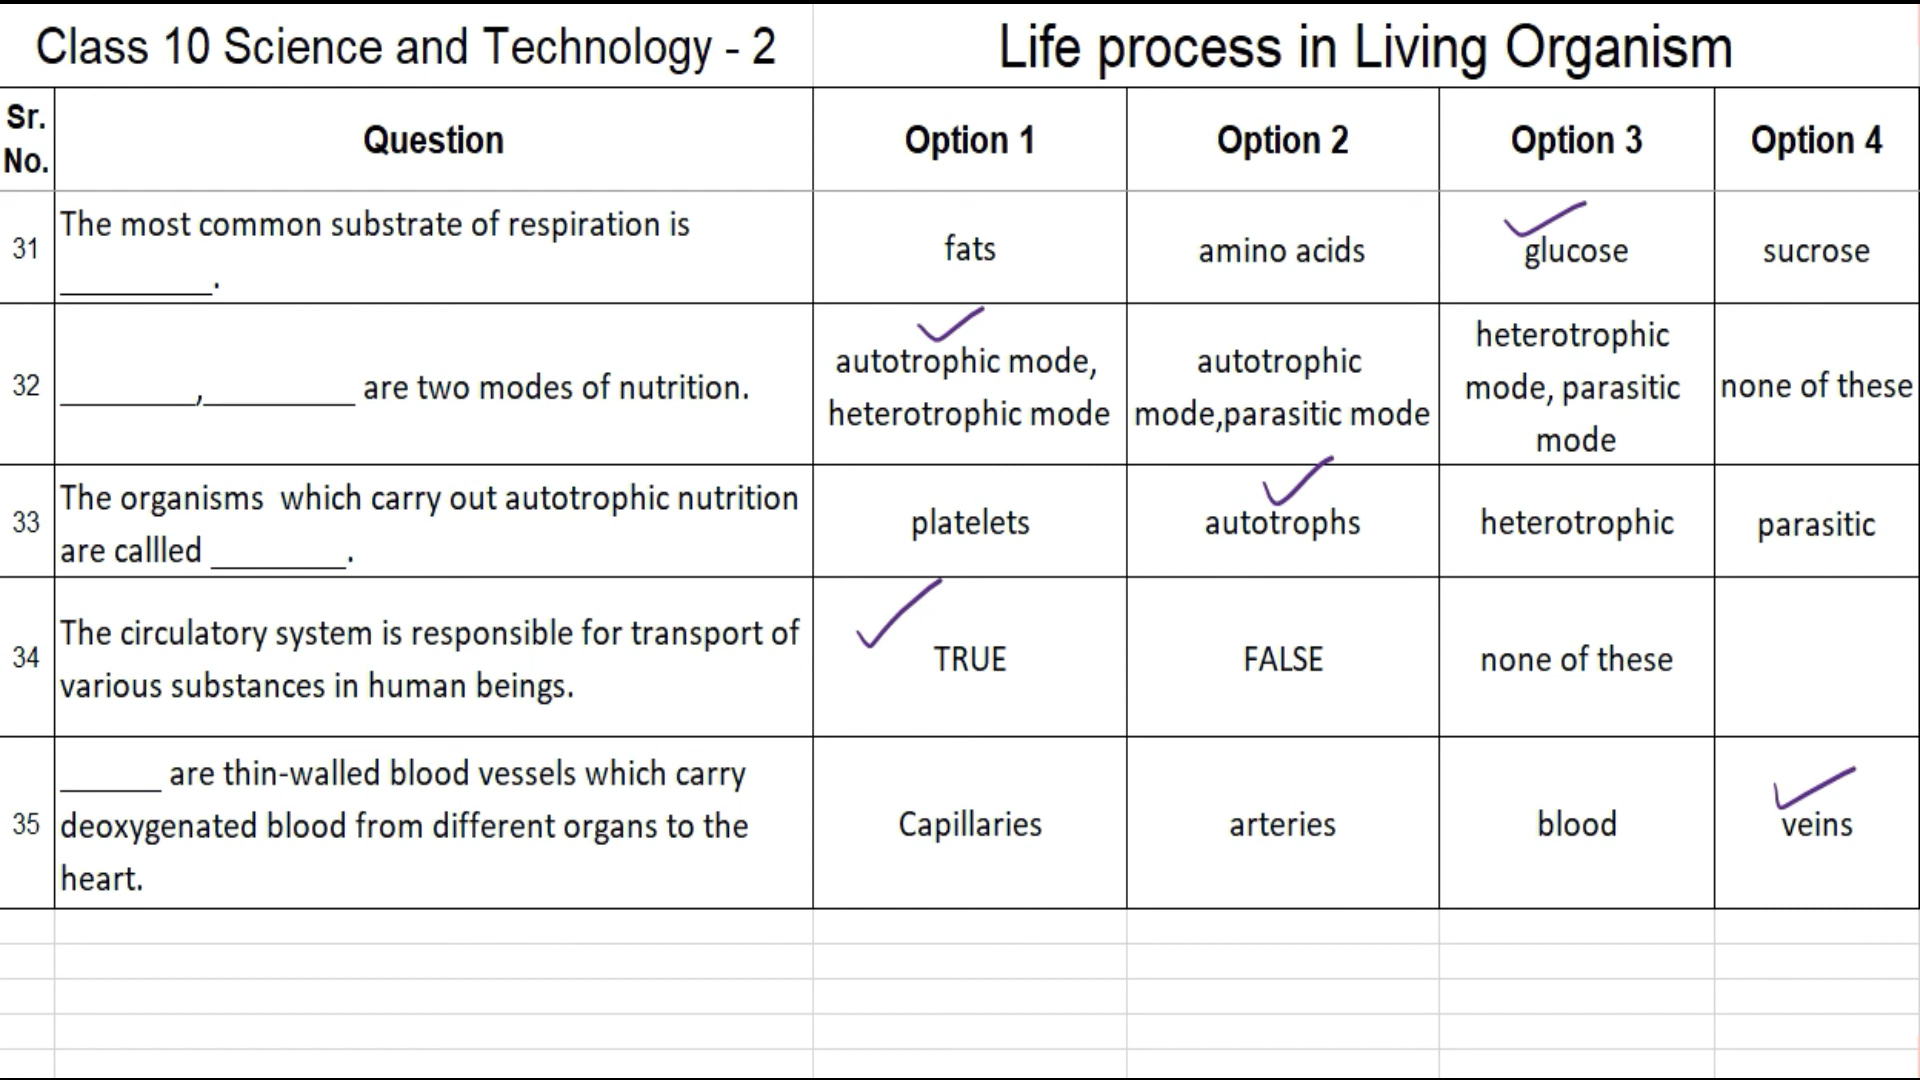 Class 10 Science and Technology - 2
Life process in Living Organism
Sr. No.
Question
Option 1
Option 2
Option 3
Option 4
31
The most common substrate of respiration is
_________.
fats
amino acids
glucose
sucrose
32
________,_________ are two modes of nutrition.
autotrophic mode,
heterotrophic mode
autotrophic
mode,parasitic mode
heterotrophic
mode, parasitic
mode
none of these
33
The organisms  which carry out autotrophic nutrition
are callled ________.
platelets
autotrophs
heterotrophic
parasitic
34
The circulatory system is responsible for transport of
various substances in human beings.
TRUE
FALSE
none of these
35
______ are thin-walled blood vessels which carry
deoxygenated blood from different organs to the
heart.
Capillaries
arteries
blood
veins